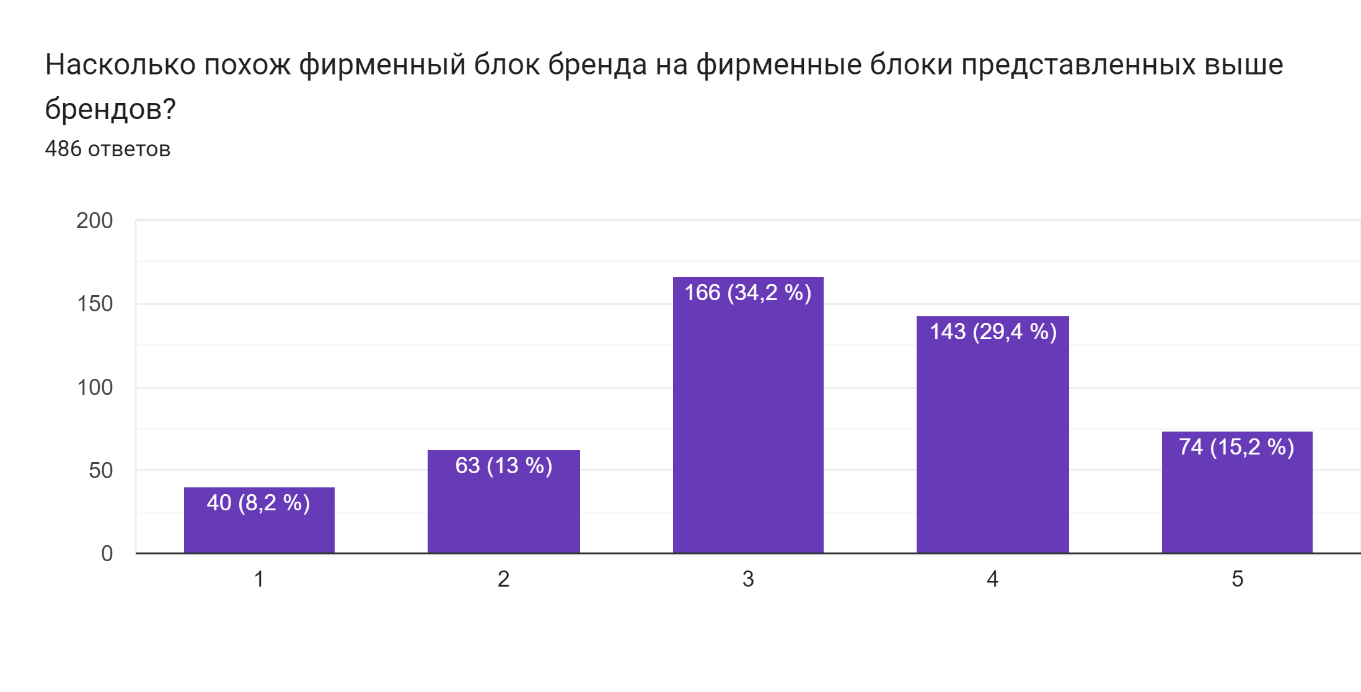 Насколько похож фирменный блок бренда на фирменные блоки представленных выше
брендов?
486 ответов
200
150
100
50
0
40 (8,2 %)
63 (13 %)
166 (34,2 %)
143 (29,4 %)
74 (15,2 %)
1
2
3
4
5